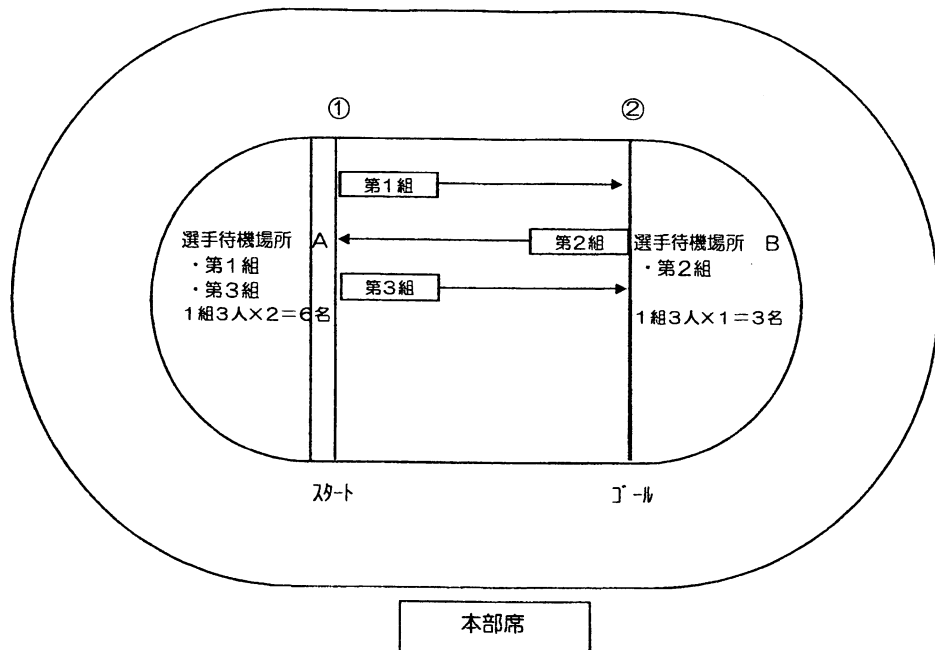 ① ②
第1組
選手待機場所 A 第2組 選手待機場所 B
・第1組 ・第2組
・第3組 第3組
1組3人×2=6名 1組3人×1=3名
スタート ゴール
本部席